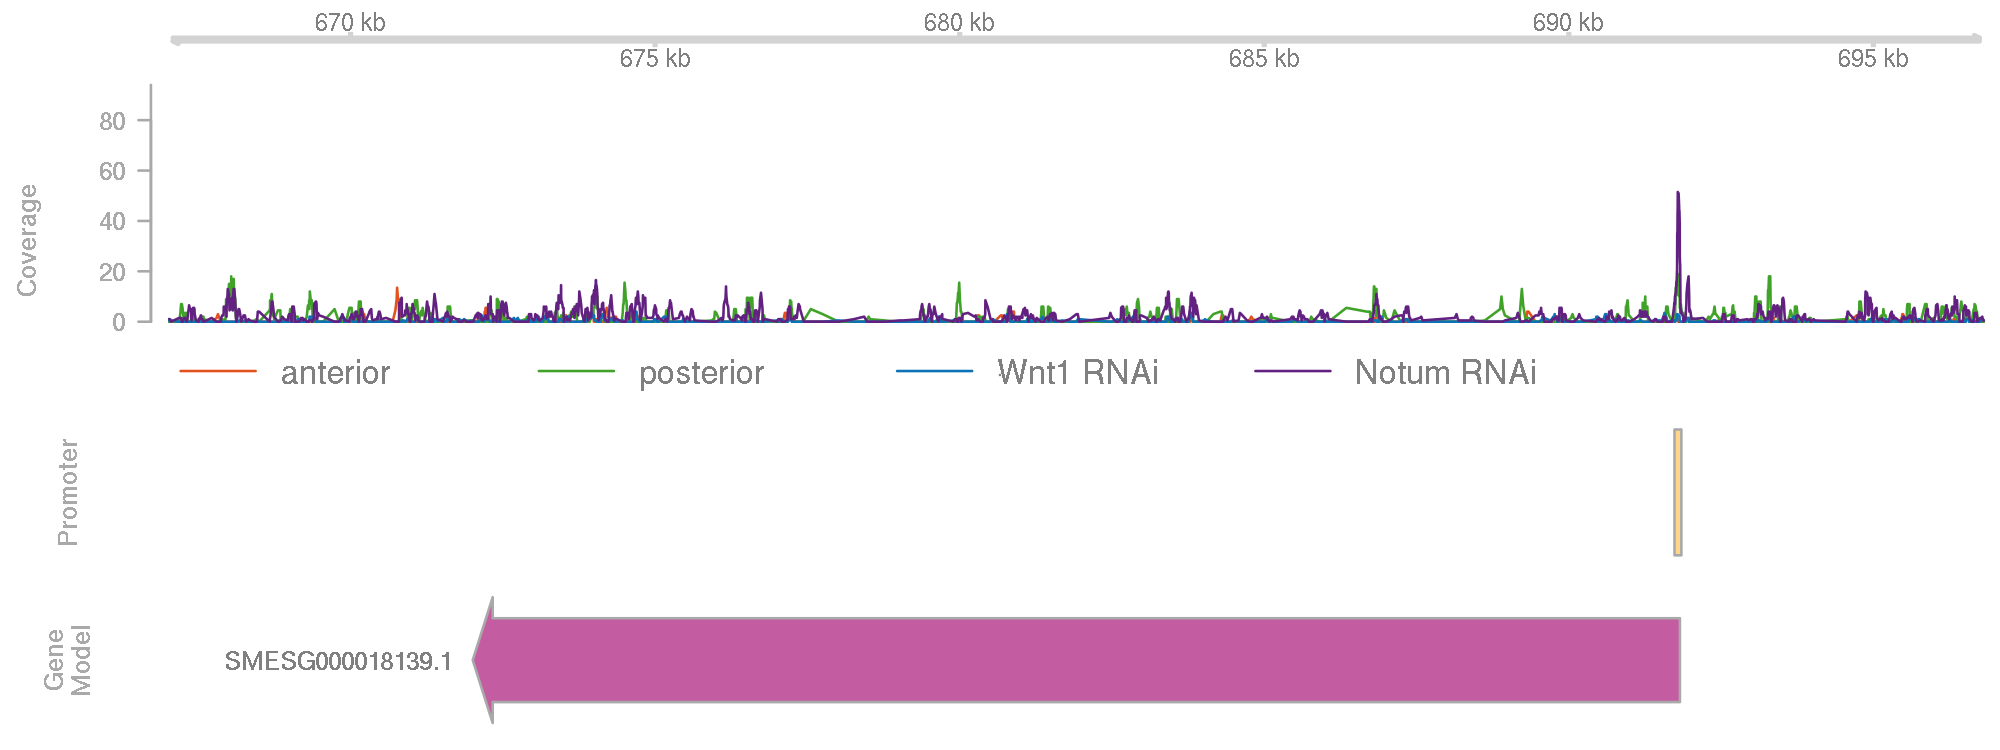 670 kb 680 kb 690 kb
675 kb 685 kb 695 kb
Coverage
80
60
40
20
0
anterior posterior Wnt1 RNAi Notum RNAi
Promoter
Gene
Model
SMESG000018139.1